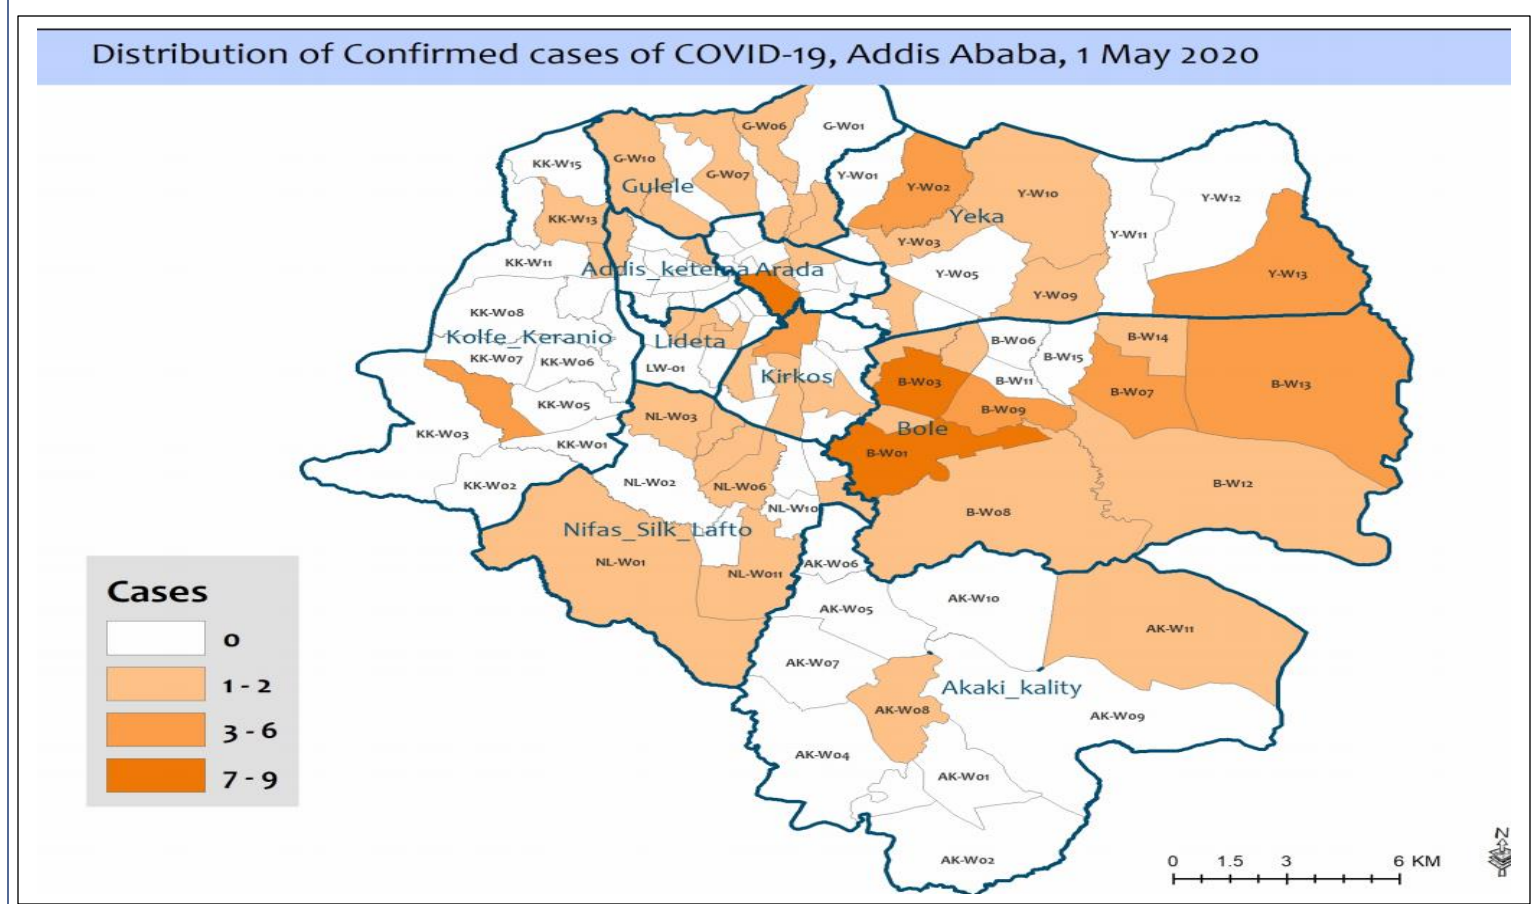 Distribution of Confirmed cases of COVID-19, Addis Ababa, 1 May 2020
G-W06
G-W01
KK-W15
G-W10
G-W07
Y-W01
Y-W02
Y-W10
Y-W12
Gulele
KK-W13
Yeka
Y-W11
Y-W03
KK-W11
Addis_ketema
Arada
Y-W05
Y-W13
Y-W09
KK-W08
Kolfe_Keranio
Lideta
B-W06
B-W14
KK-W07
KK-W06
LW-01
Kirkos
B-W15
B-W03
B-W11
B-W07
B-W13
KK-W05
NL-W03
B-W09
KK-W03
Bole
KK-W01
B-W01
KK-W02
NL-W02
NL-W06
B-W12
NL-W10
B-W08
Nifas_Silk_Lafto
NL-W01
NL-W011
AK-W06
Cases
AK-W05
AK-W10
0
AK-W11
AK-W07
1 - 2
Akaki_kality
AK-W08
AK-W09
3 - 6
AK-W04
7 - 9
AK-W01
AK-W02
N
0 1.5 3 6 KM